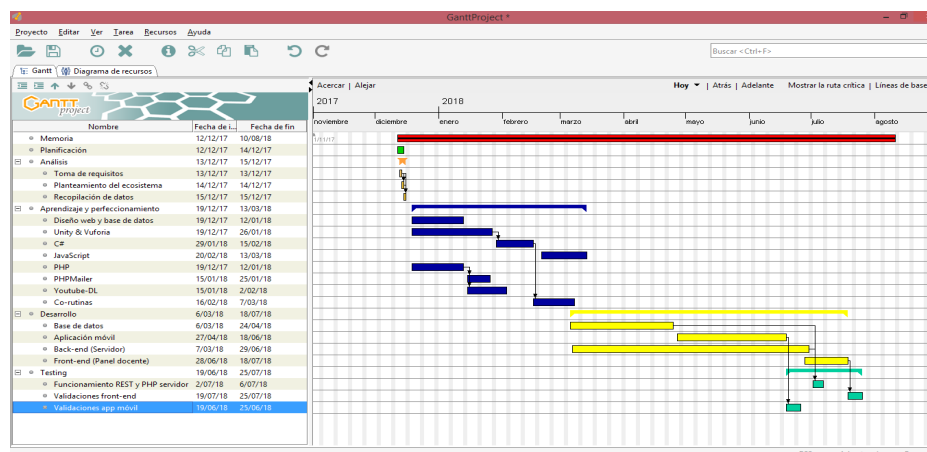 GanttProject *
Proyecto Editar Ver Tarea Recursos Ayuda
Buscar <Ctrl+F>
Gantt Diagrama de recursos
Acercar | Alejar Hoy | Atrás | Adelante Mostrar la ruta crítica | Líneas de base
GANTT project
2017 2018
Nombre Fecha de i... Fecha de fin
noviembre diciembre enero febrero marzo abril mayo junio julio agosto
Memoria 12/12/17 10/08/18
1/11/17
Planificación 12/12/17 14/12/17
Análisis 13/12/17 15/12/17
Toma de requisitos 13/12/17 13/12/17
Planteamiento del ecosistema 14/12/17 14/12/17
Recopilación de datos 15/12/17 15/12/17
Aprendizaje y perfeccionamiento 19/12/17 13/03/18
Diseño web y base de datos 19/12/17 12/01/18
Unity & Vuforia 19/12/17 26/01/18
C# 29/01/18 15/02/18
JavaScript 20/02/18 13/03/18
PHP 19/12/17 12/01/18
PHPMailer 15/01/18 25/01/18
Youtube-DL 15/01/18 2/02/18
Co-rutinas 16/02/18 7/03/18
Desarrollo 6/03/18 18/07/18
Base de datos 6/03/18 24/04/18
Aplicación móvil 27/04/18 18/06/18
Back-end (Servidor) 7/03/18 29/06/18
Front-end (Panel docente) 28/06/18 18/07/18
Testing 19/06/18 25/07/18
Funcionamiento REST y PHP servidor 2/07/18 6/07/18
Validaciones front-end 19/07/18 25/07/18
Validaciones app móvil 19/06/18 25/06/18